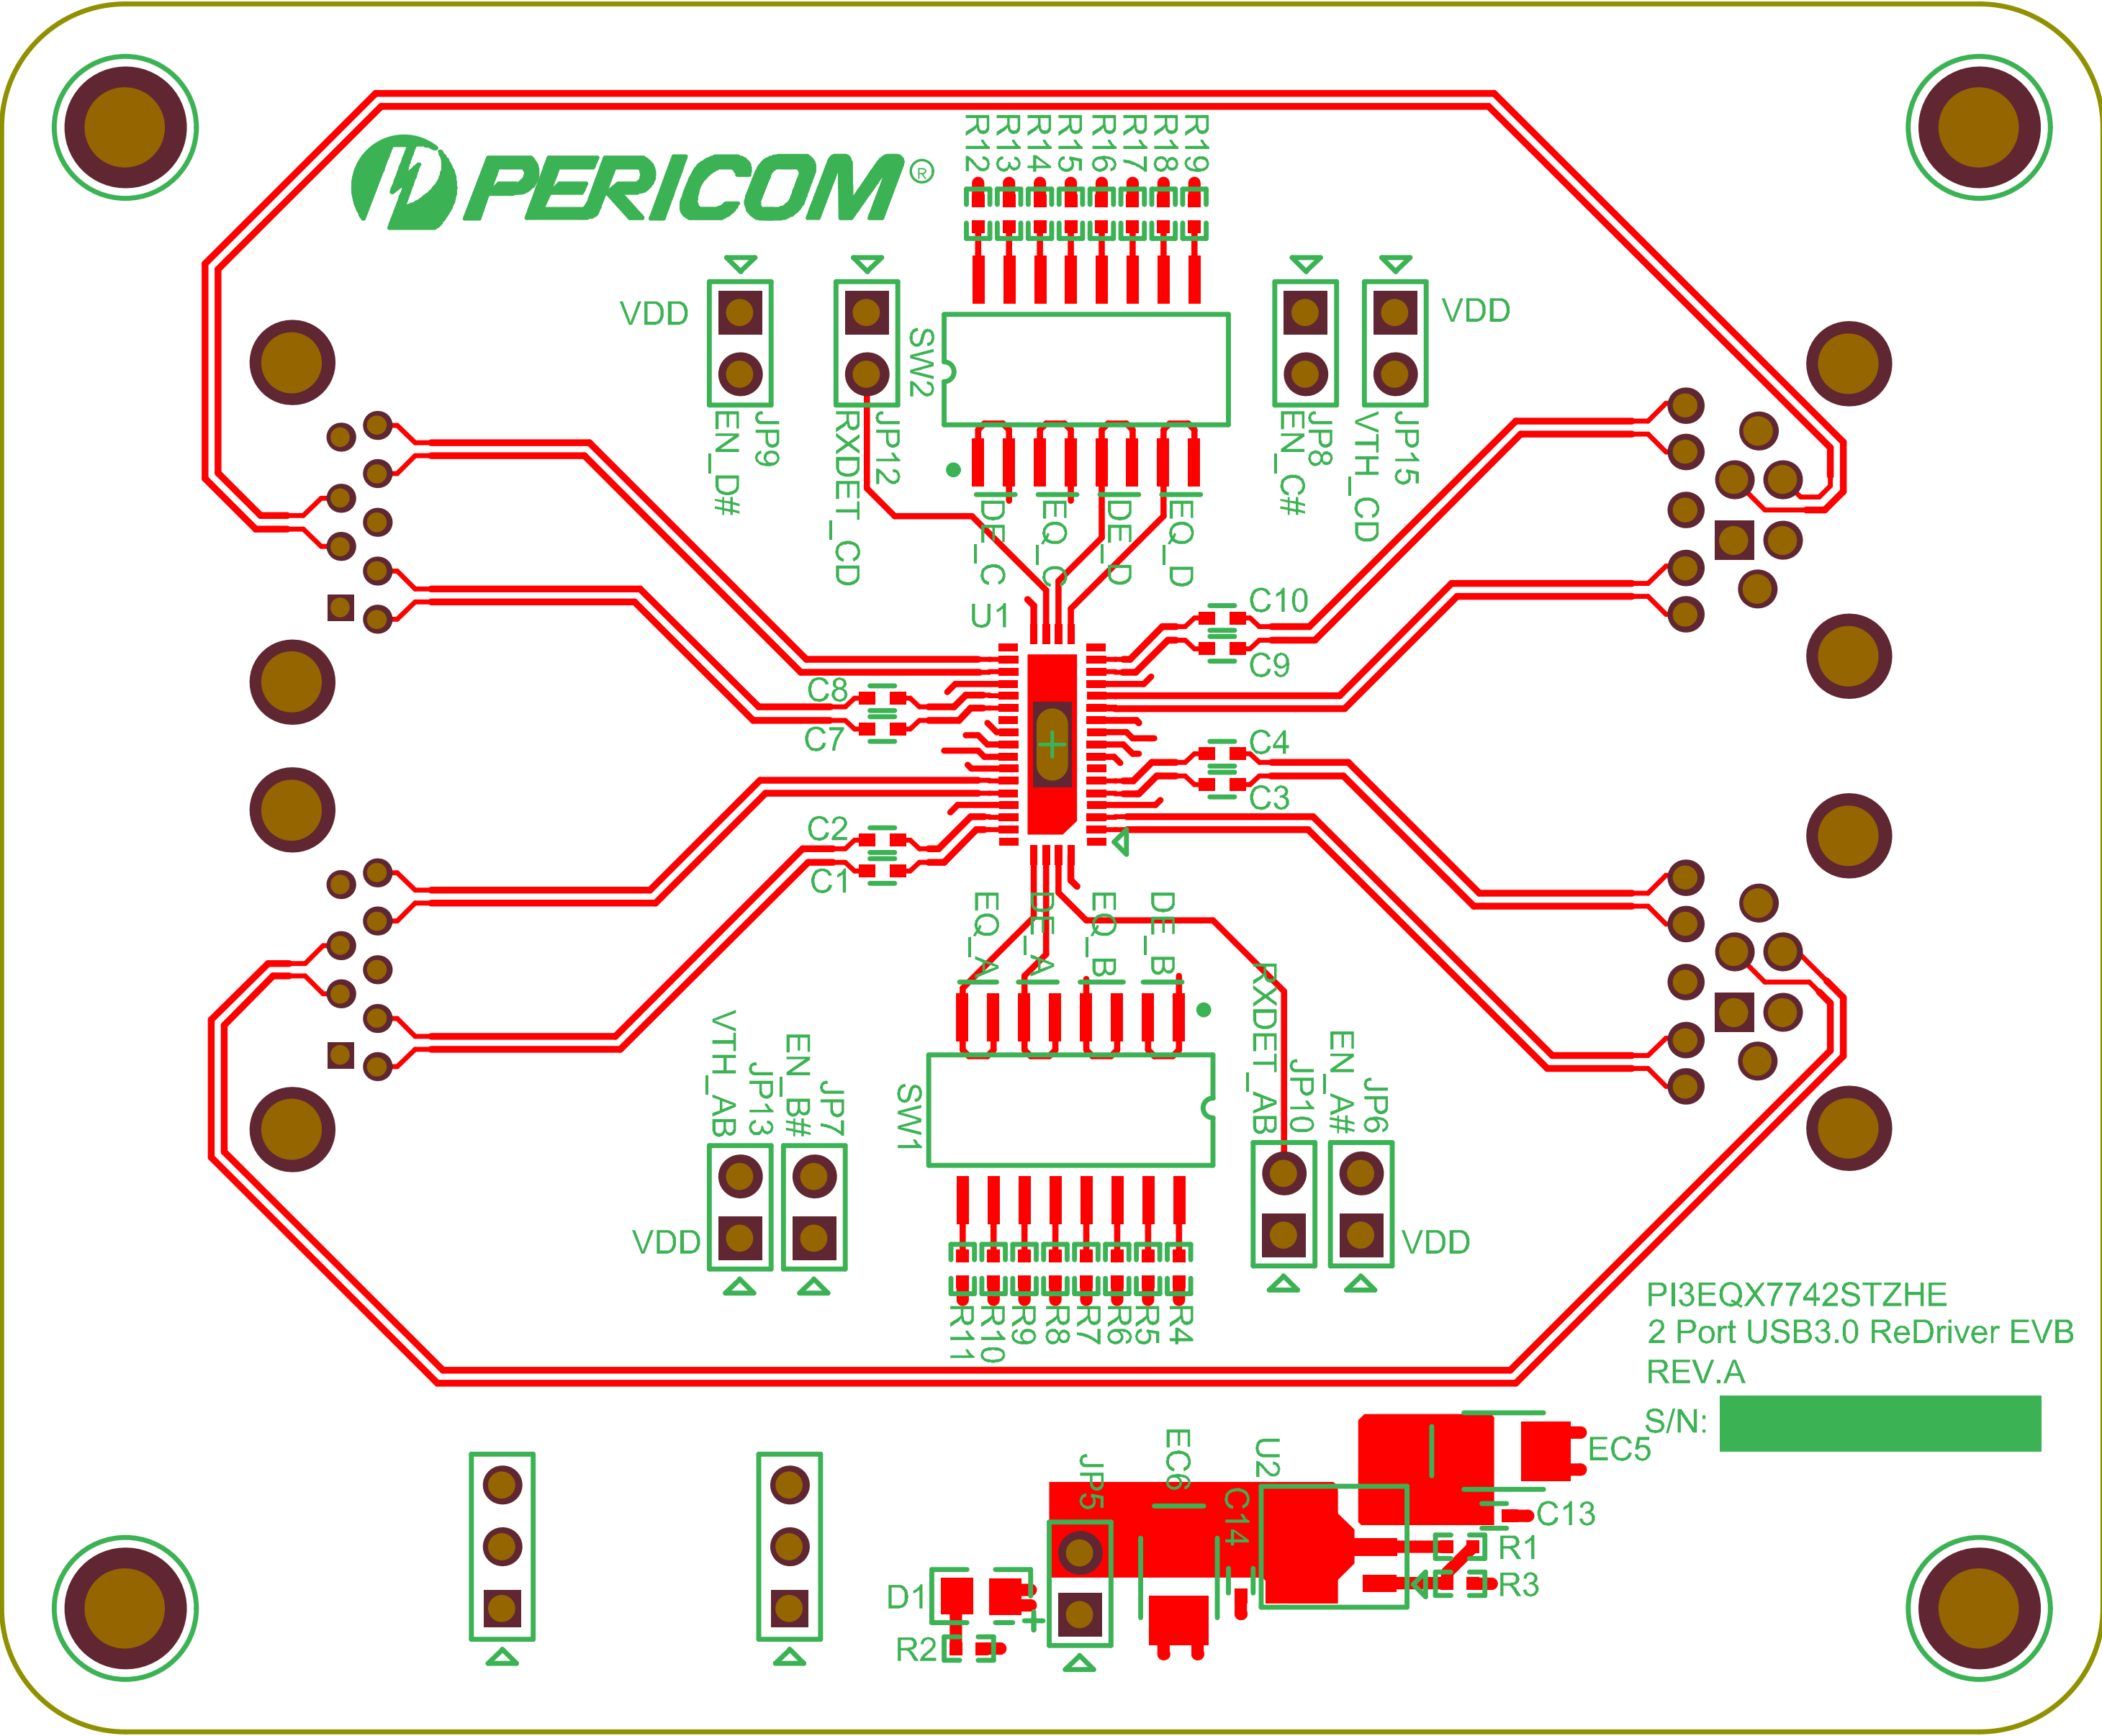 PERICOM ®
R12
R13
R14
R15
R16
R17
R18
R19
VDD
VDD
SW2
JP9
EN_D#
JP12
RXDET_CD
JP8
EN_C#
JP15
VTH_CD
DE_C
EQ_C
DE_D
EQ_D
U1
C10
C9
C8
C7
C4
C3
C2
C1
EQ_A
DE_A
EQ_B
DE_B
VTH_AB
JP13
EN_B#
JP7
SW1
RXDET_AB
JP10
EN_A#
JP6
VDD
VDD
R11
R10
R9
R8
R7
R6
R5
R4
PI3EQX7742STZHE
2 Port USB3.0 ReDriver EVB
REV.A
S/N:
JP5
EC6
C14
U2
EC5
C13
R1
R3
D1
+
R2